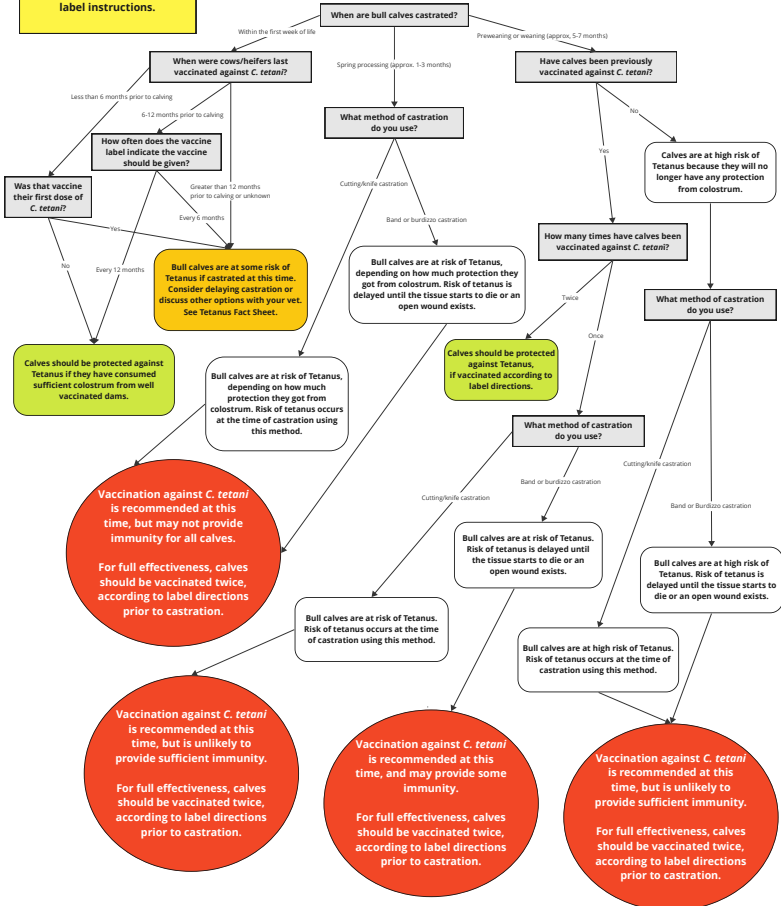 label instructions.
When are bull calves castrated?
Within the first week of life
Preweaning or weaning (approx, 5-7 months)
Spring processing (approx. 1-3 months)
When were cows/heifers last
vaccinated against C. tetani?
Have calves been previously
vaccinated against C. tetani?
Less than 6 months prior to calving
6-12 months prior to calving
What method of castration
do you use?
No
How often does the vaccine
label indicate the vaccine
should be given?
Yes
Calves are at high risk of
Tetanus because they will no
longer have any protection
from colostrum.
Was that vaccine
their first dose of
C. tetani?
Greater than 12 months
prior to calving or unknown
Cutting/knife castration
Every 6 months
Band or burdizzo castration
Yes
How many times have calves been
vaccinated against C. tetani?
No
Every 12 months
Bull calves are at some risk of
Tetanus if castrated at this time.
Consider delaying castration or
discuss other options with your vet.
See Tetanus Fact Sheet.
Bull calves are at risk of Tetanus,
depending on how much protection they
got from colostrum. Risk of tetanus is
delayed until the tissue starts to die or an
open wound exists.
Twice
Once
What method of castration
do you use?
Calves should be protected against
Tetanus if they have consumed
sufficient colostrum from well
vaccinated dams.
Bull calves are at risk of Tetanus,
depending on how much
protection they got from
colostrum. Risk of tetanus occurs
at the time of castration using
this method.
Calves should be protected
against Tetanus,
if vaccinated according to
label directions.
What method of castration
do you use?
Cutting/knife castration
Band or Burdizzo castration
Cutting/knife castration
Band or burdizzo castration
Vaccination against C. tetani
is recommended at this
time, but may not provide
immunity for all calves.
For full effectiveness, calves
should be vaccinated twice,
according to label directions
prior to castration.
Bull calves are at risk of Tetanus.
Risk of tetanus is delayed until
the tissue starts to die or an
open wound exists.
Bull calves are at high risk of
Tetanus. Risk of tetanus is
delayed until the tissue starts to
die or an open wound exists.
Bull calves are at risk of Tetanus.
Risk of tetanus occurs at the time
of castration using this method.
Bull calves are at high risk of Tetanus.
Risk of tetanus occurs at the time of
castration using this method.
Vaccination against C. tetani
is recommended at this
time, but is unlikely to
provide sufficient immunity.
For full effectiveness, calves
should be vaccinated twice,
according to label directions
prior to castration.
Vaccination against C. tetani
is recommended at this
time, and may provide some
immunity.
For full effectiveness, calves
should be vaccinated twice,
according to label directions
prior to castration.
Vaccination against C. tetani
is recommended at this
time, but is unlikely to
provide sufficient immunity.
For full effectiveness, calves
should be vaccinated twice,
according to label directions
prior to castration.